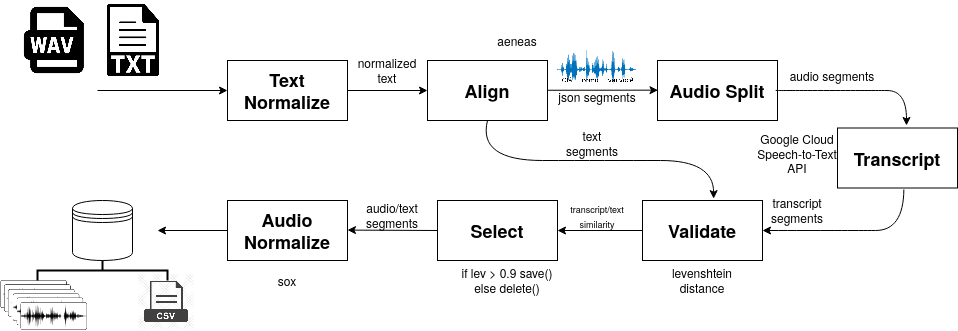 WAV
TXT
Text
Normalize
normalized
text
aeneas
Align
json segments
Audio Split
audio segments
Google Cloud
Speech-to-Text
API
Transcript
text
segments
transcript
segments
Validate
levenshtein
distance
transcript/text
similarity
Select
if lev > 0.9 save()
else delete()
audio/text
segments
Audio
Normalize
sox
CSV